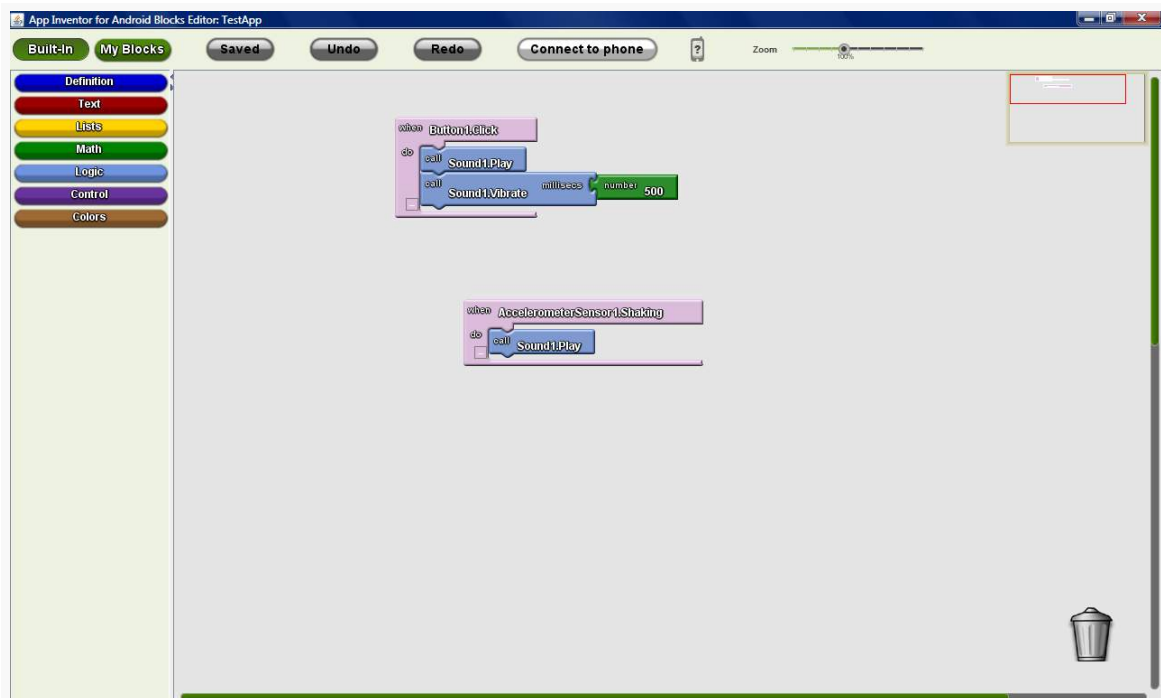 App Inventor for Android Blocks Editor: TestApp
Built-In My Blocks Saved Undo Redo Connect to phone ? Zoom 100%
Definition
Text
Lists
Math
Logic
Control
Colors
when Button1.Click
do call Sound1.Play
call Sound1.Vibrate millisecs number 500
when AccelerometerSensor1.Shaking
do call Sound1.Play